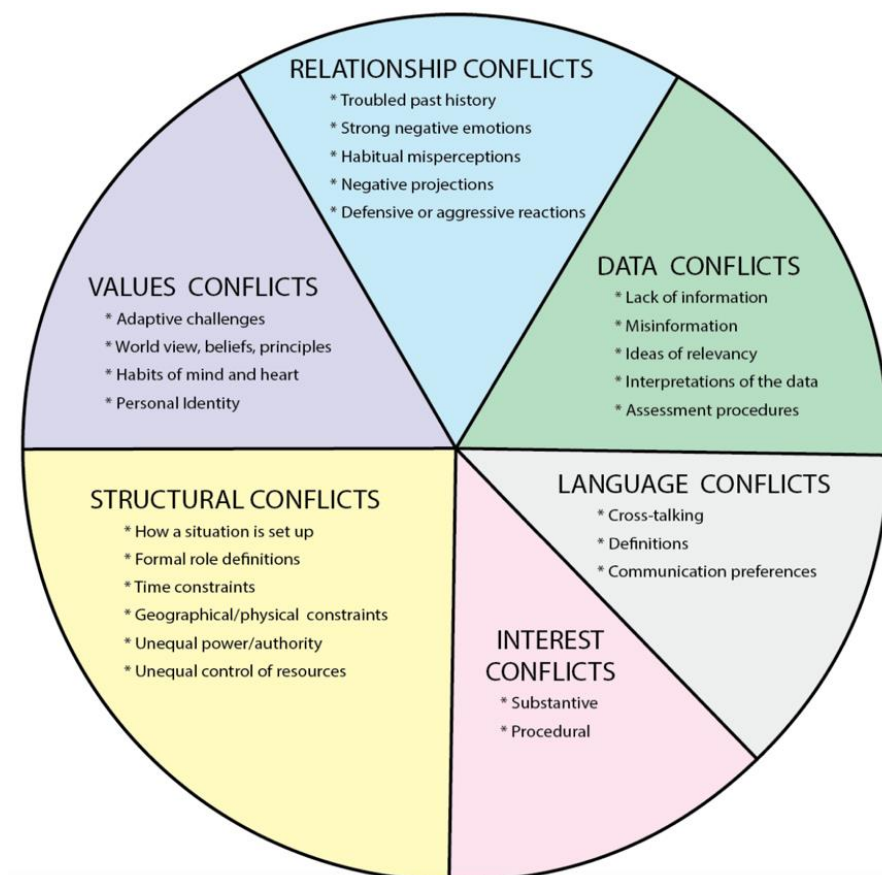 RELATIONSHIP CONFLICTS
* Troubled past history
* Strong negative emotions
* Habitual misperceptions
* Negative projections
* Defensive or aggressive reactions
DATA CONFLICTS
* Lack of information
* Misinformation
* Ideas of relevancy
* Interpretations of the data
* Assessment procedures
LANGUAGE CONFLICTS
* Cross-talking
* Definitions
* Communication preferences
INTEREST
CONFLICTS
* Substantive
* Procedural
STRUCTURAL CONFLICTS
* How a situation is set up
* Formal role definitions
* Time constraints
* Geographical/physical constraints
* Unequal power/authority
* Unequal control of resources
VALUES CONFLICTS
* Adaptive challenges
* World view, beliefs, principles
* Habits of mind and heart
* Personal Identity